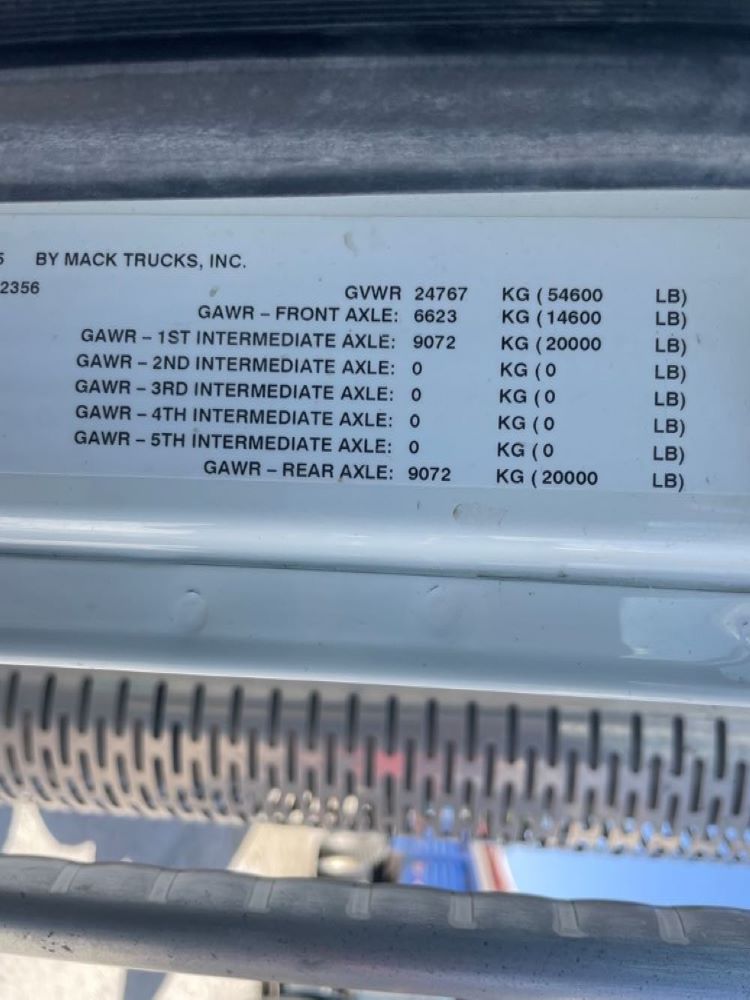 5 BY MACK TRUCKS, INC.
2356
GVWR 24767 KG ( 54600 LB)
GAWR – FRONT AXLE: 6623 KG ( 14600 LB)
GAWR – 1ST INTERMEDIATE AXLE: 9072 KG ( 20000 LB)
GAWR – 2ND INTERMEDIATE AXLE: 0 KG ( 0 LB)
GAWR – 3RD INTERMEDIATE AXLE: 0 KG ( 0 LB)
GAWR – 4TH INTERMEDIATE AXLE: 0 KG ( 0 LB)
GAWR – 5TH INTERMEDIATE AXLE: 0 KG ( 0 LB)
GAWR – REAR AXLE: 9072 KG ( 20000 LB)